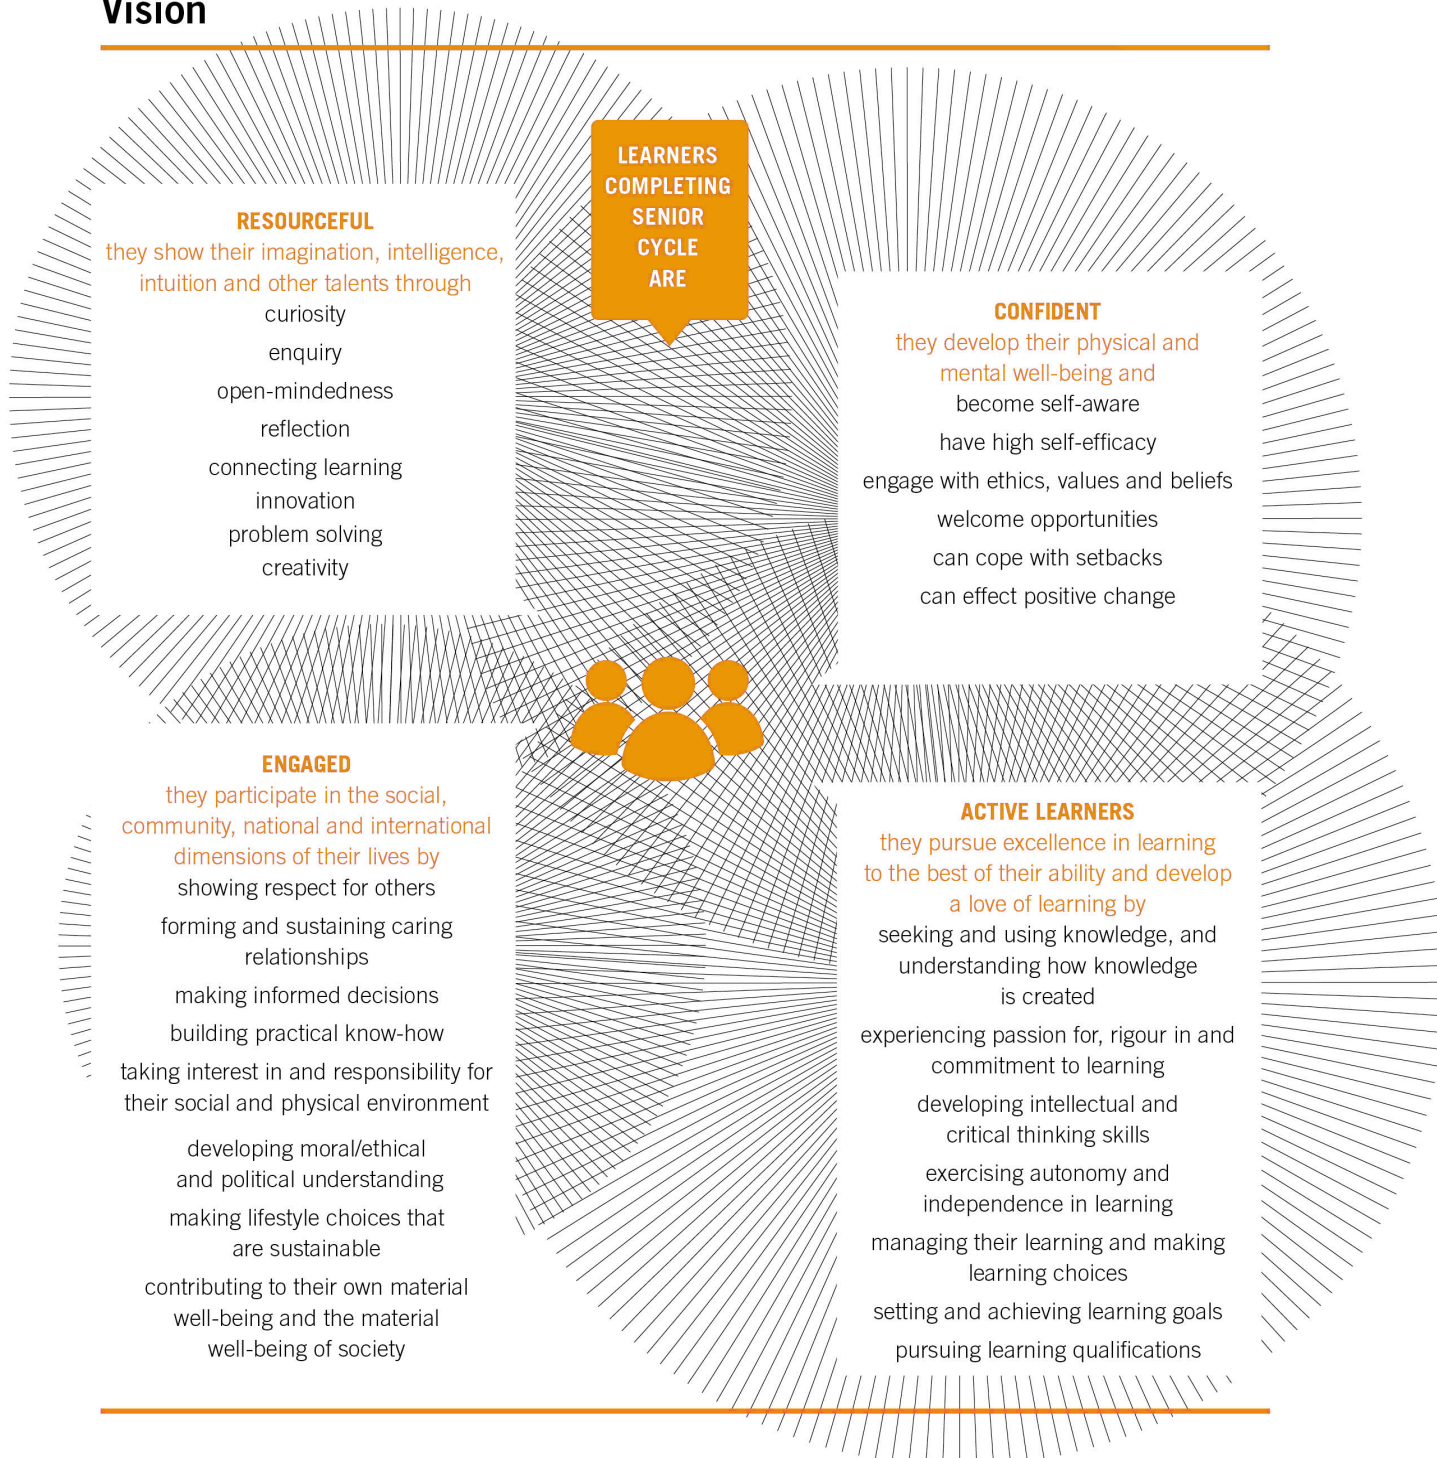 Vision
LEARNERS
COMPLETING
SENIOR
CYCLE
ARE
RESOURCEFUL
they show their imagination, intelligence,
intuition and other talents through
curiosity
enquiry
open-mindedness
reflection
connecting learning
innovation
problem solving
creativity
CONFIDENT
they develop their physical and
mental well-being and
become self-aware
have high self-efficacy
engage with ethics, values and beliefs
welcome opportunities
can cope with setbacks
can effect positive change
ENGAGED
they participate in the social,
community, national and international
dimensions of their lives by
showing respect for others
forming and sustaining caring
relationships
making informed decisions
building practical know-how
taking interest in and responsibility for
their social and physical environment
developing moral/ethical
and political understanding
making lifestyle choices that
are sustainable
contributing to their own material
well-being and the material
well-being of society
ACTIVE LEARNERS
they pursue excellence in learning
to the best of their ability and develop
a love of learning by
seeking and using knowledge, and
understanding how knowledge
is created
experiencing passion for, rigour in and
commitment to learning
developing intellectual and
critical thinking skills
exercising autonomy and
independence in learning
managing their learning and making
learning choices
setting and achieving learning goals
pursuing learning qualifications